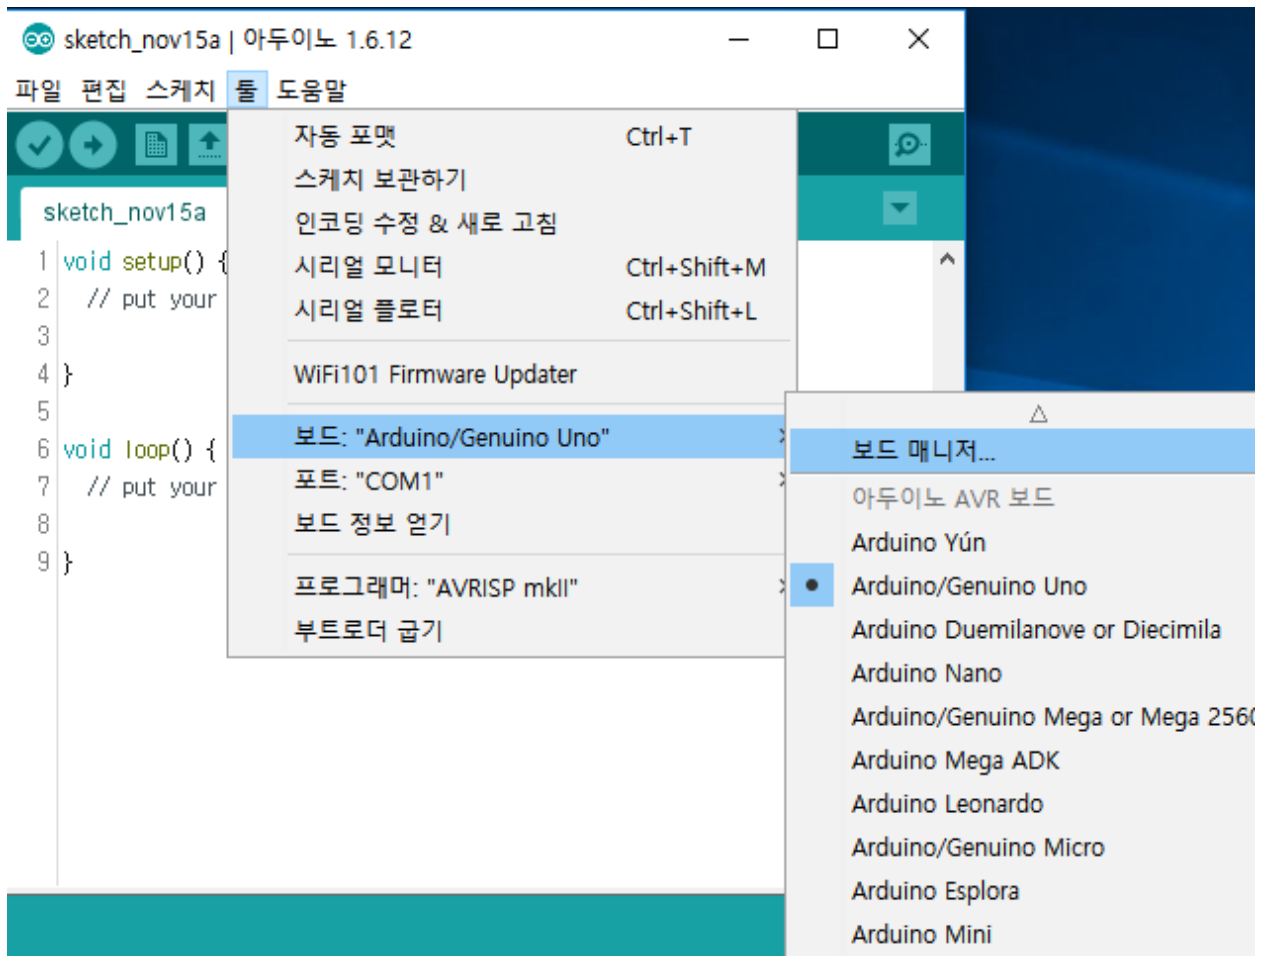 sketch_nov15a | 아두이노 1.6.12
파일 편집 스케치 툴 도움말
sketch_nov15a
1 void setup() {
2 // put your
3
4 }
5
6 void loop() {
7 // put your
8
9 }
자동 포맷 Ctrl+T
스케치 보관하기
인코딩 수정 & 새로 고침
시리얼 모니터 Ctrl+Shift+M
시리얼 플로터 Ctrl+Shift+L
WiFi101 Firmware Updater
보드: "Arduino/Genuino Uno"
포트: "COM1"
보드 정보 얻기
프로그래머: "AVRISP mkII"
부트로더 굽기
보드 매니저...
아두이노 AVR 보드
Arduino Yún
Arduino/Genuino Uno
Arduino Duemilanove or Diecimila
Arduino Nano
Arduino/Genuino Mega or Mega 2560
Arduino Mega ADK
Arduino Leonardo
Arduino/Genuino Micro
Arduino Esplora
Arduino Mini